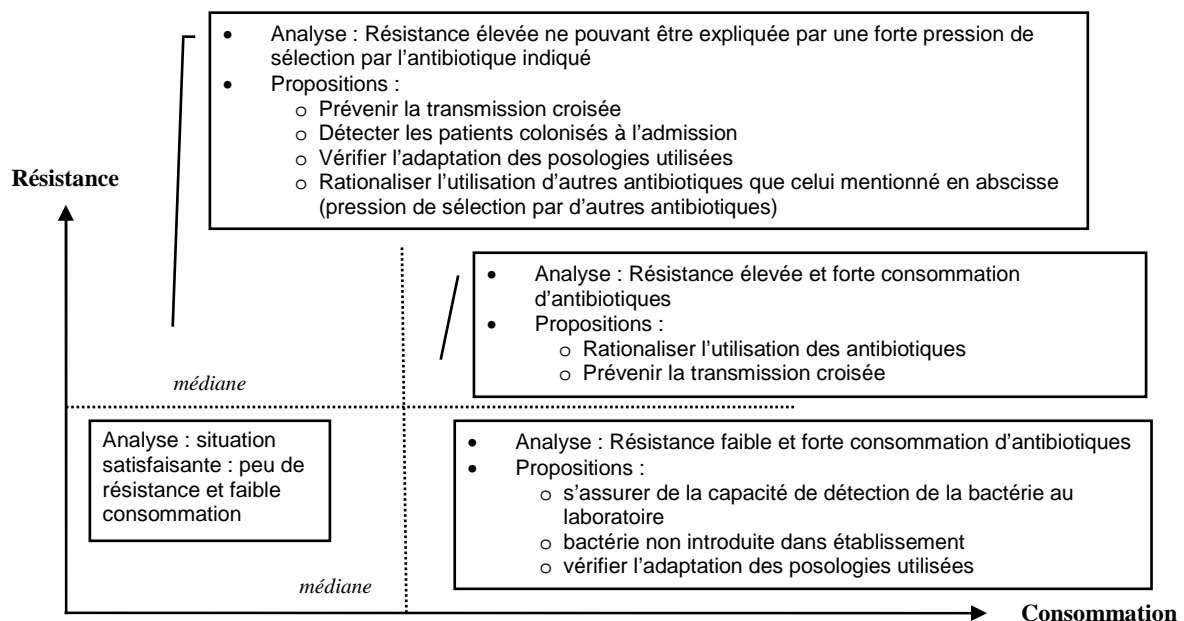 • Analyse : Résistance élevée ne pouvant être expliquée par une forte pression de
sélection par l’antibiotique indiqué
• Propositions :
o Prévenir la transmission croisée
o Détecter les patients colonisés à l’admission
o Vérifier l’adaptation des posologies utilisées
o Rationaliser l’utilisation d’autres antibiotiques que celui mentionné en abscisse
(pression de sélection par d’autres antibiotiques)
Résistance
• Analyse : Résistance élevée et forte consommation
d’antibiotiques
• Propositions :
o Rationaliser l’utilisation des antibiotiques
o Prévenir la transmission croisée
médiane
Analyse : situation
satisfaisante : peu de
résistance et faible
consommation
• Analyse : Résistance faible et forte consommation d’antibiotiques
• Propositions :
o s’assurer de la capacité de détection de la bactérie au
laboratoire
o bactérie non introduite dans établissement
o vérifier l’adaptation des posologies utilisées
médiane
Consommation